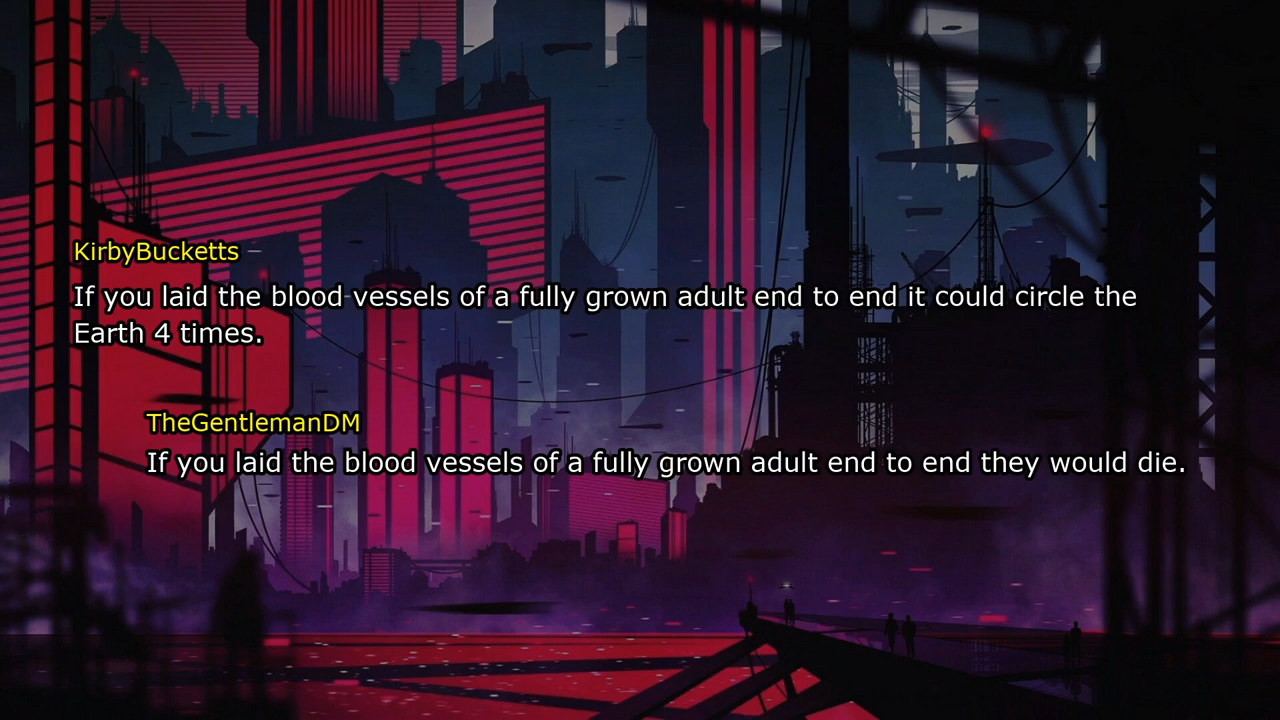 KirbyBucketts
If you laid the blood vessels of a fully grown adult end to end it could circle the
Earth 4 times.
TheGentlemanDM
If you laid the blood vessels of a fully grown adult end to end they would die.